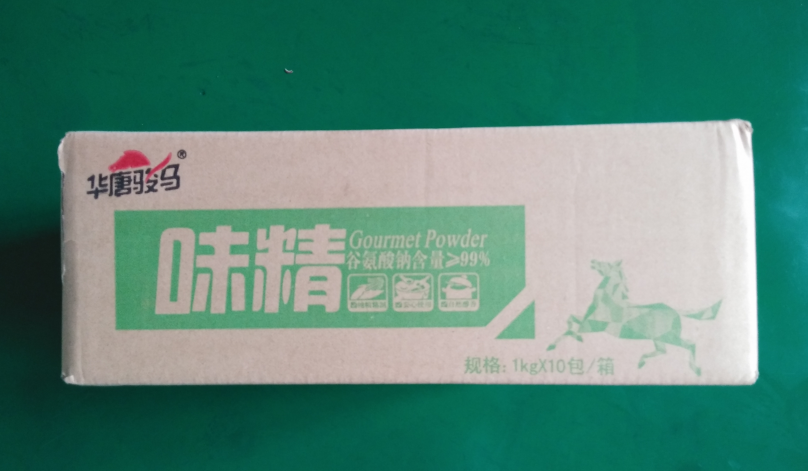 华唐骏马®
味精
Gourmet Powder
谷氨酸钠含量≥99%
规格：1kgX10包/箱